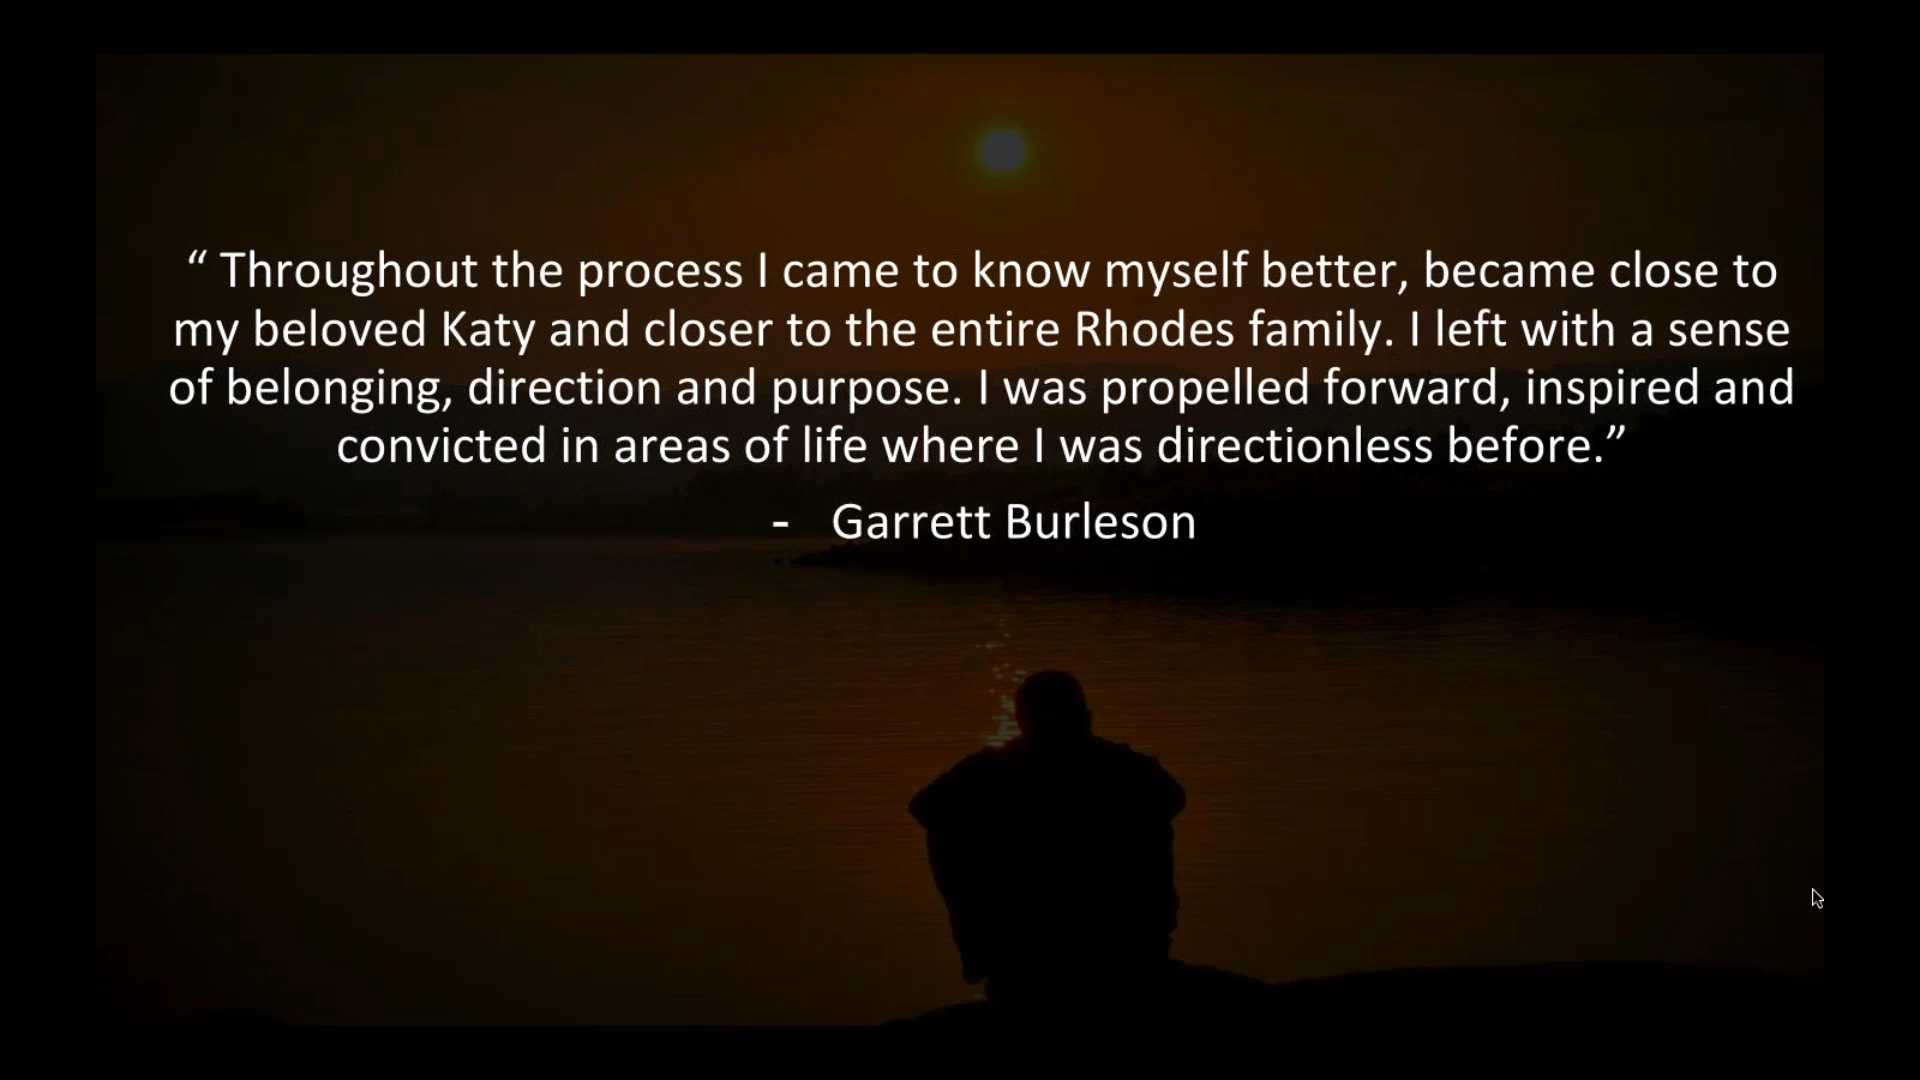 “ Throughout the process I came to know myself better, became close to
my beloved Katy and closer to the entire Rhodes family. I left with a sense
of belonging, direction and purpose. I was propelled forward, inspired and
convicted in areas of life where I was directionless before.”
- Garrett Burleson